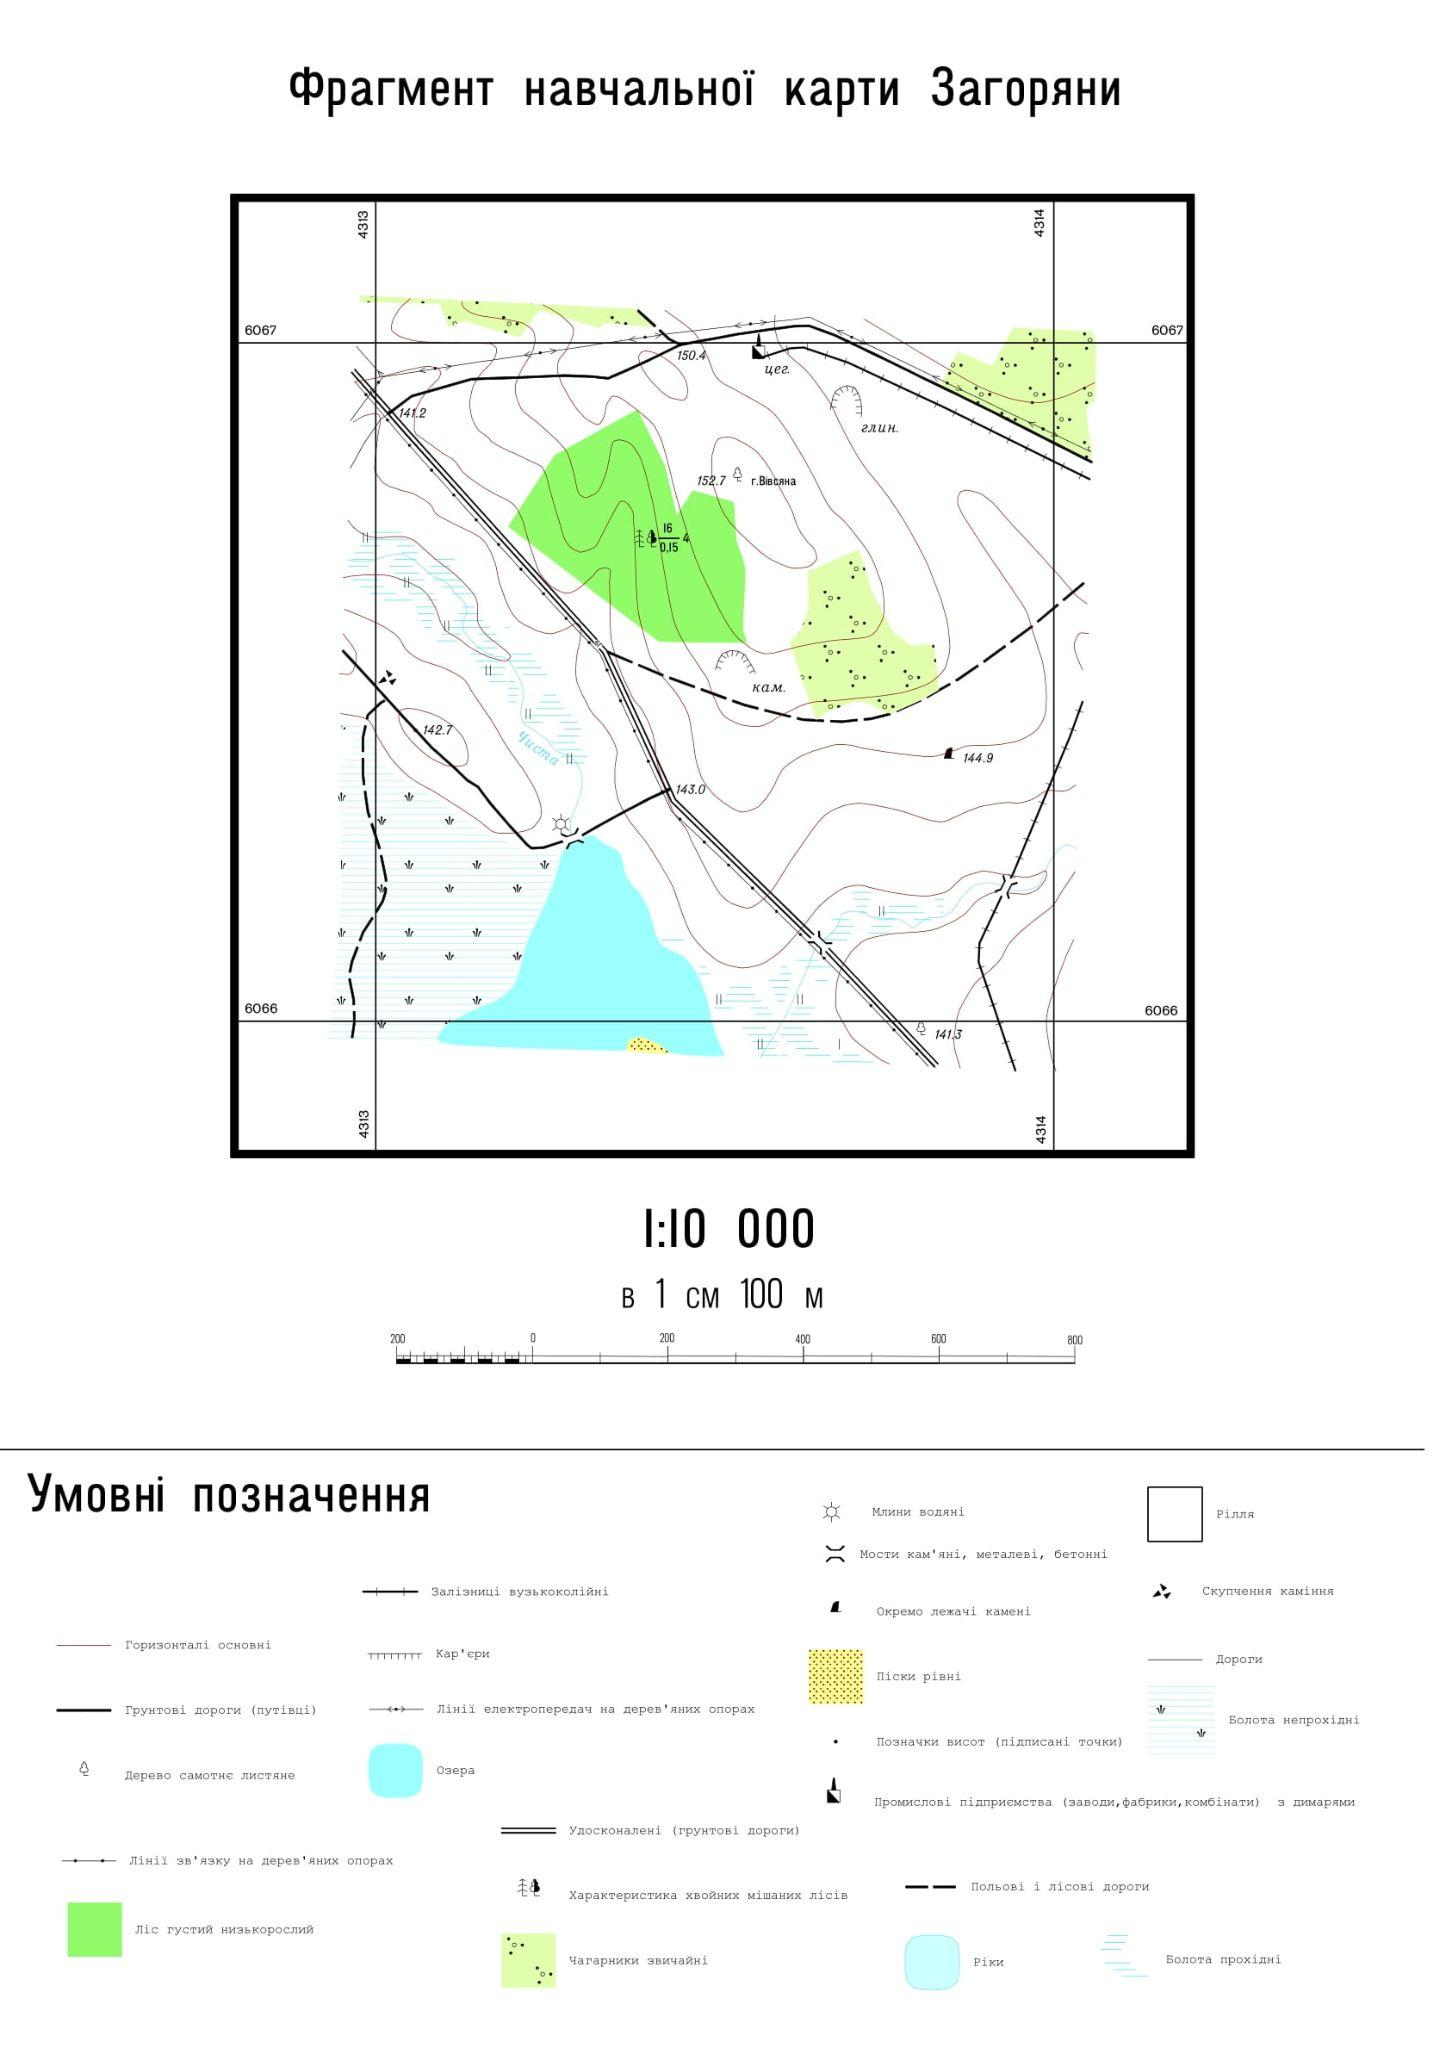 Фрагмент навчальної карти Загоряни
4313
4314
6067
6067
150.4
цег.
141.2
глин.
152.7
г.Вівсяна
16
0,15
4
кам.
142.7
Чиста
144.9
143.0
6066
6066
141.3
4313
4314
1:10 000
в 1 см 100 м
200 0 200 400 600 800
Умовні позначення
Млини водяні
Рілля
Мости кам'яні, металеві, бетонні
Залізниці вузькоколійні
Скупчення каміння
Окремо лежачі камені
Горизонталі основні
Кар'єри
Дороги
Піски рівні
Грунтові дороги (путівці)
Лінії електропередач на дерев'яних опорах
Болота непрохідні
Позначки висот (підписані точки)
Дерево самотнє листяне
Озера
Промислові підприємства (заводи,фабрики,комбінати) з димарями
Удосконалені (грунтові дороги)
Лінії зв'язку на дерев'яних опорах
Характеристика хвойних мішаних лісів
Польові і лісові дороги
Ліс густий низькорослий
Чагарники звичайні
Ріки
Болота прохідні